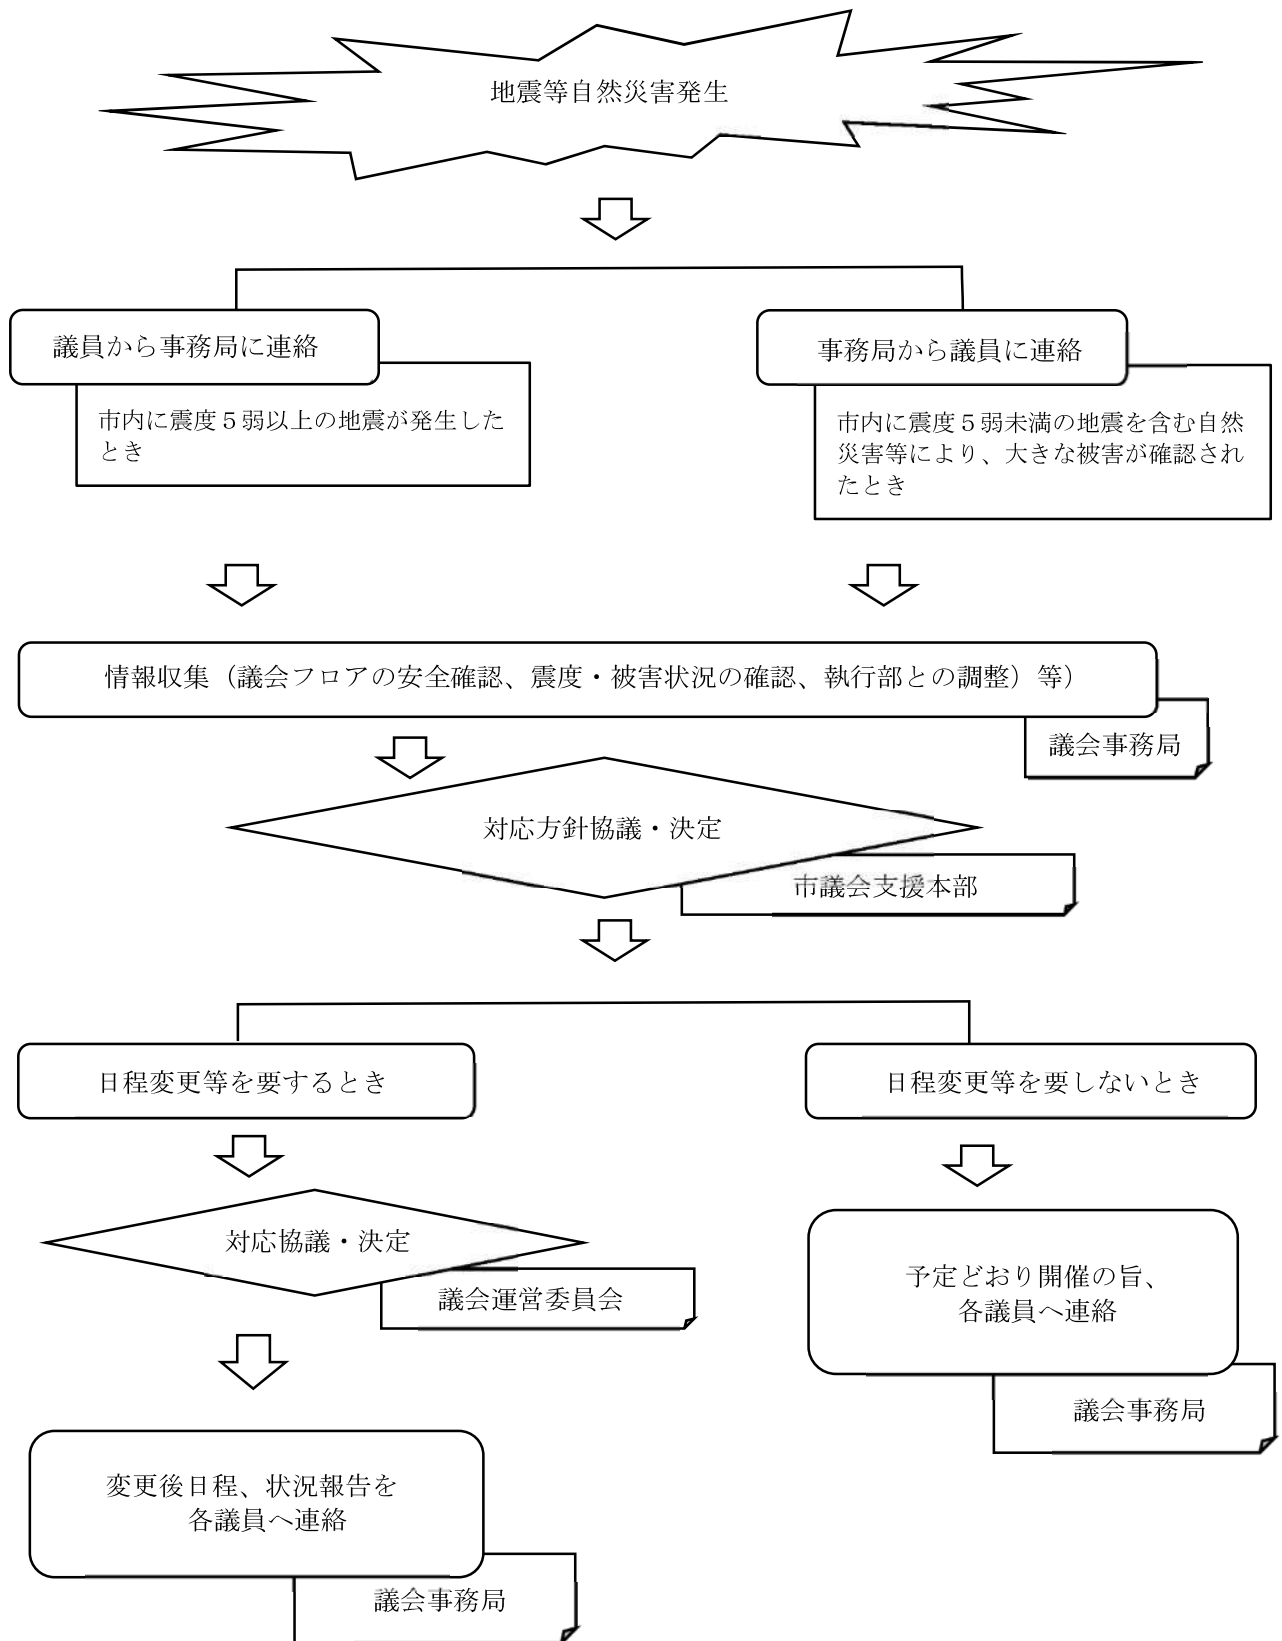 地震等自然災害発生
議員から事務局に連絡
市内に震度５弱以上の地震が発生した
とき
事務局から議員に連絡
市内に震度５弱未満の地震を含む自然
災害等により、大きな被害が確認され
たとき
情報収集（議会フロアの安全確認、震度・被害状況の確認、執行部との調整）等）
議会事務局
対応方針協議・決定
市議会支援本部
日程変更等を要するとき
日程変更等を要しないとき
対応協議・決定
議会運営委員会
予定どおり開催の旨、
各議員へ連絡
議会事務局
変更後日程、状況報告を
各議員へ連絡
議会事務局